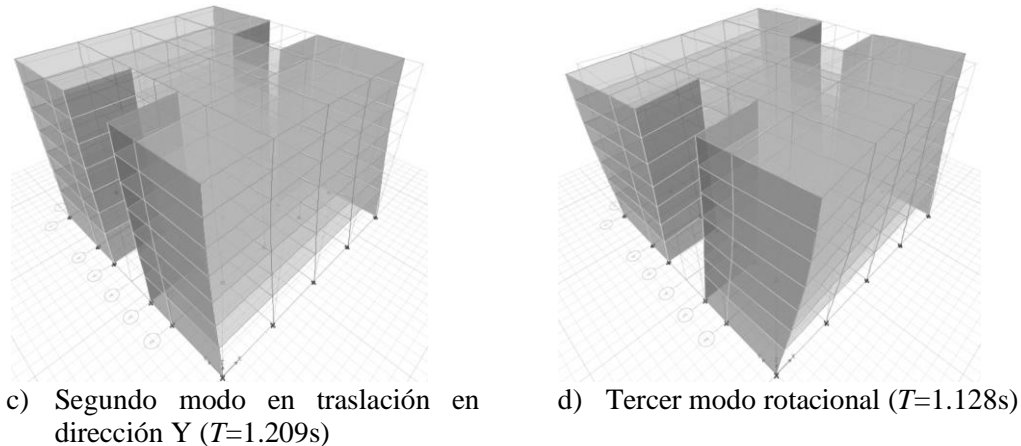 c) Segundo modo en traslación en
dirección Y (T=1.209s)
d) Tercer modo rotacional (T=1.128s)